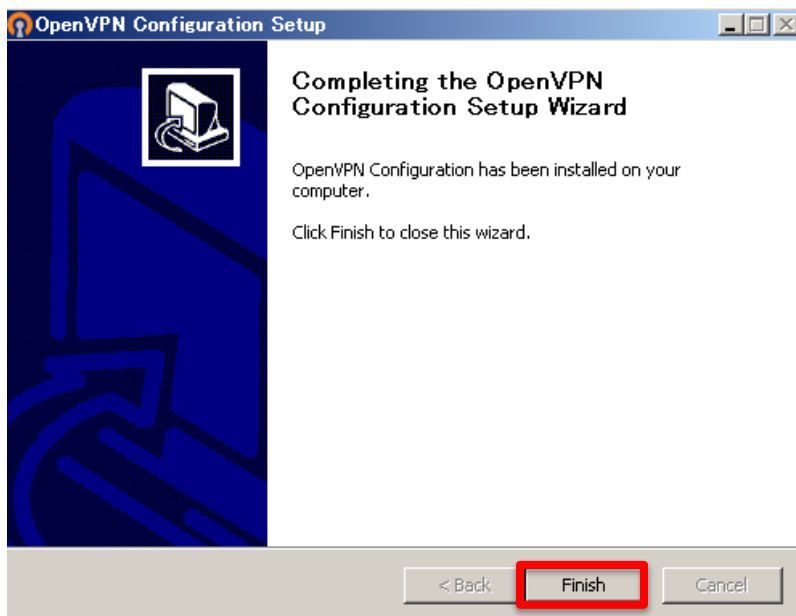 OpenVPN Configuration Setup
Completing the OpenVPN
Configuration Setup Wizard
OpenVPN Configuration has been installed on your
computer.
Click Finish to close this wizard.
< Back
Finish
Cancel